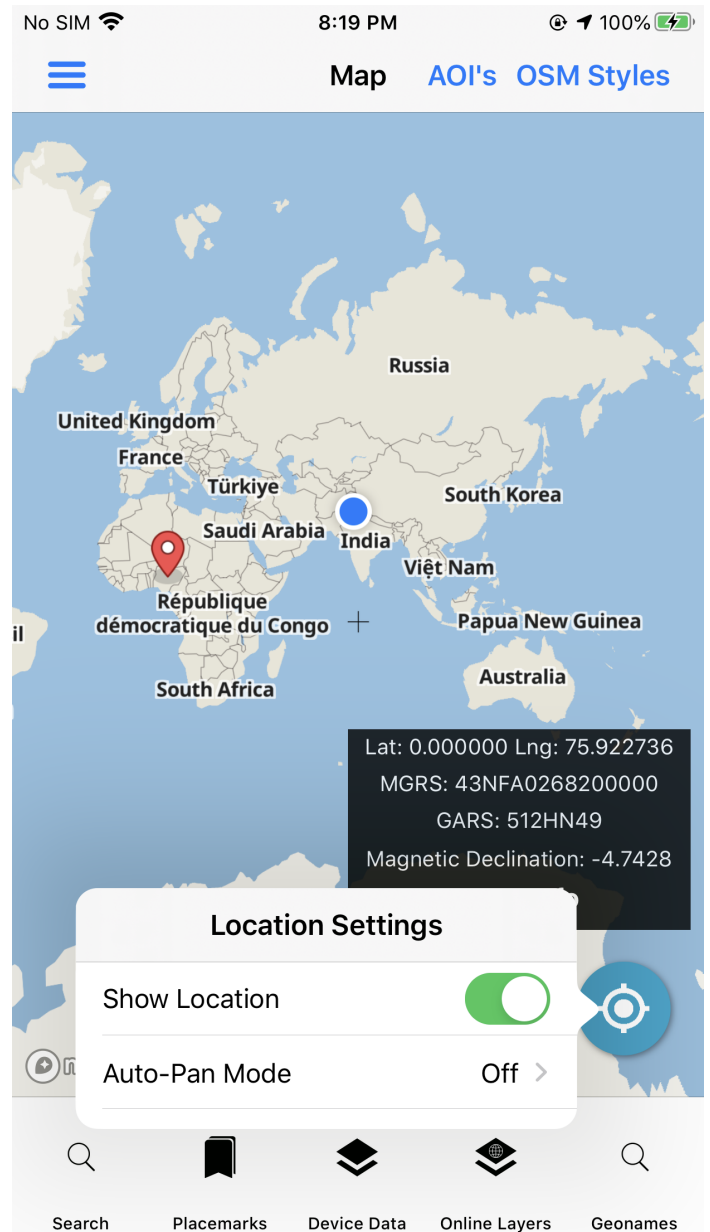 No SIM 8:19 PM 100%
Map AOI's OSM Styles
Russia
United Kingdom
France
Türkiye
South Korea
Saudi Arabia
India
Việt Nam
République
démocratique du Congo
Papua New Guinea
il
Australia
South Africa
Lat: 0.000000 Lng: 75.922736
MGRS: 43NFA0268200000
GARS: 512HN49
Magnetic Declination: -4.7428
Location Settings
Show Location
Auto-Pan Mode Off
Search Placemarks Device Data Online Layers Geonames